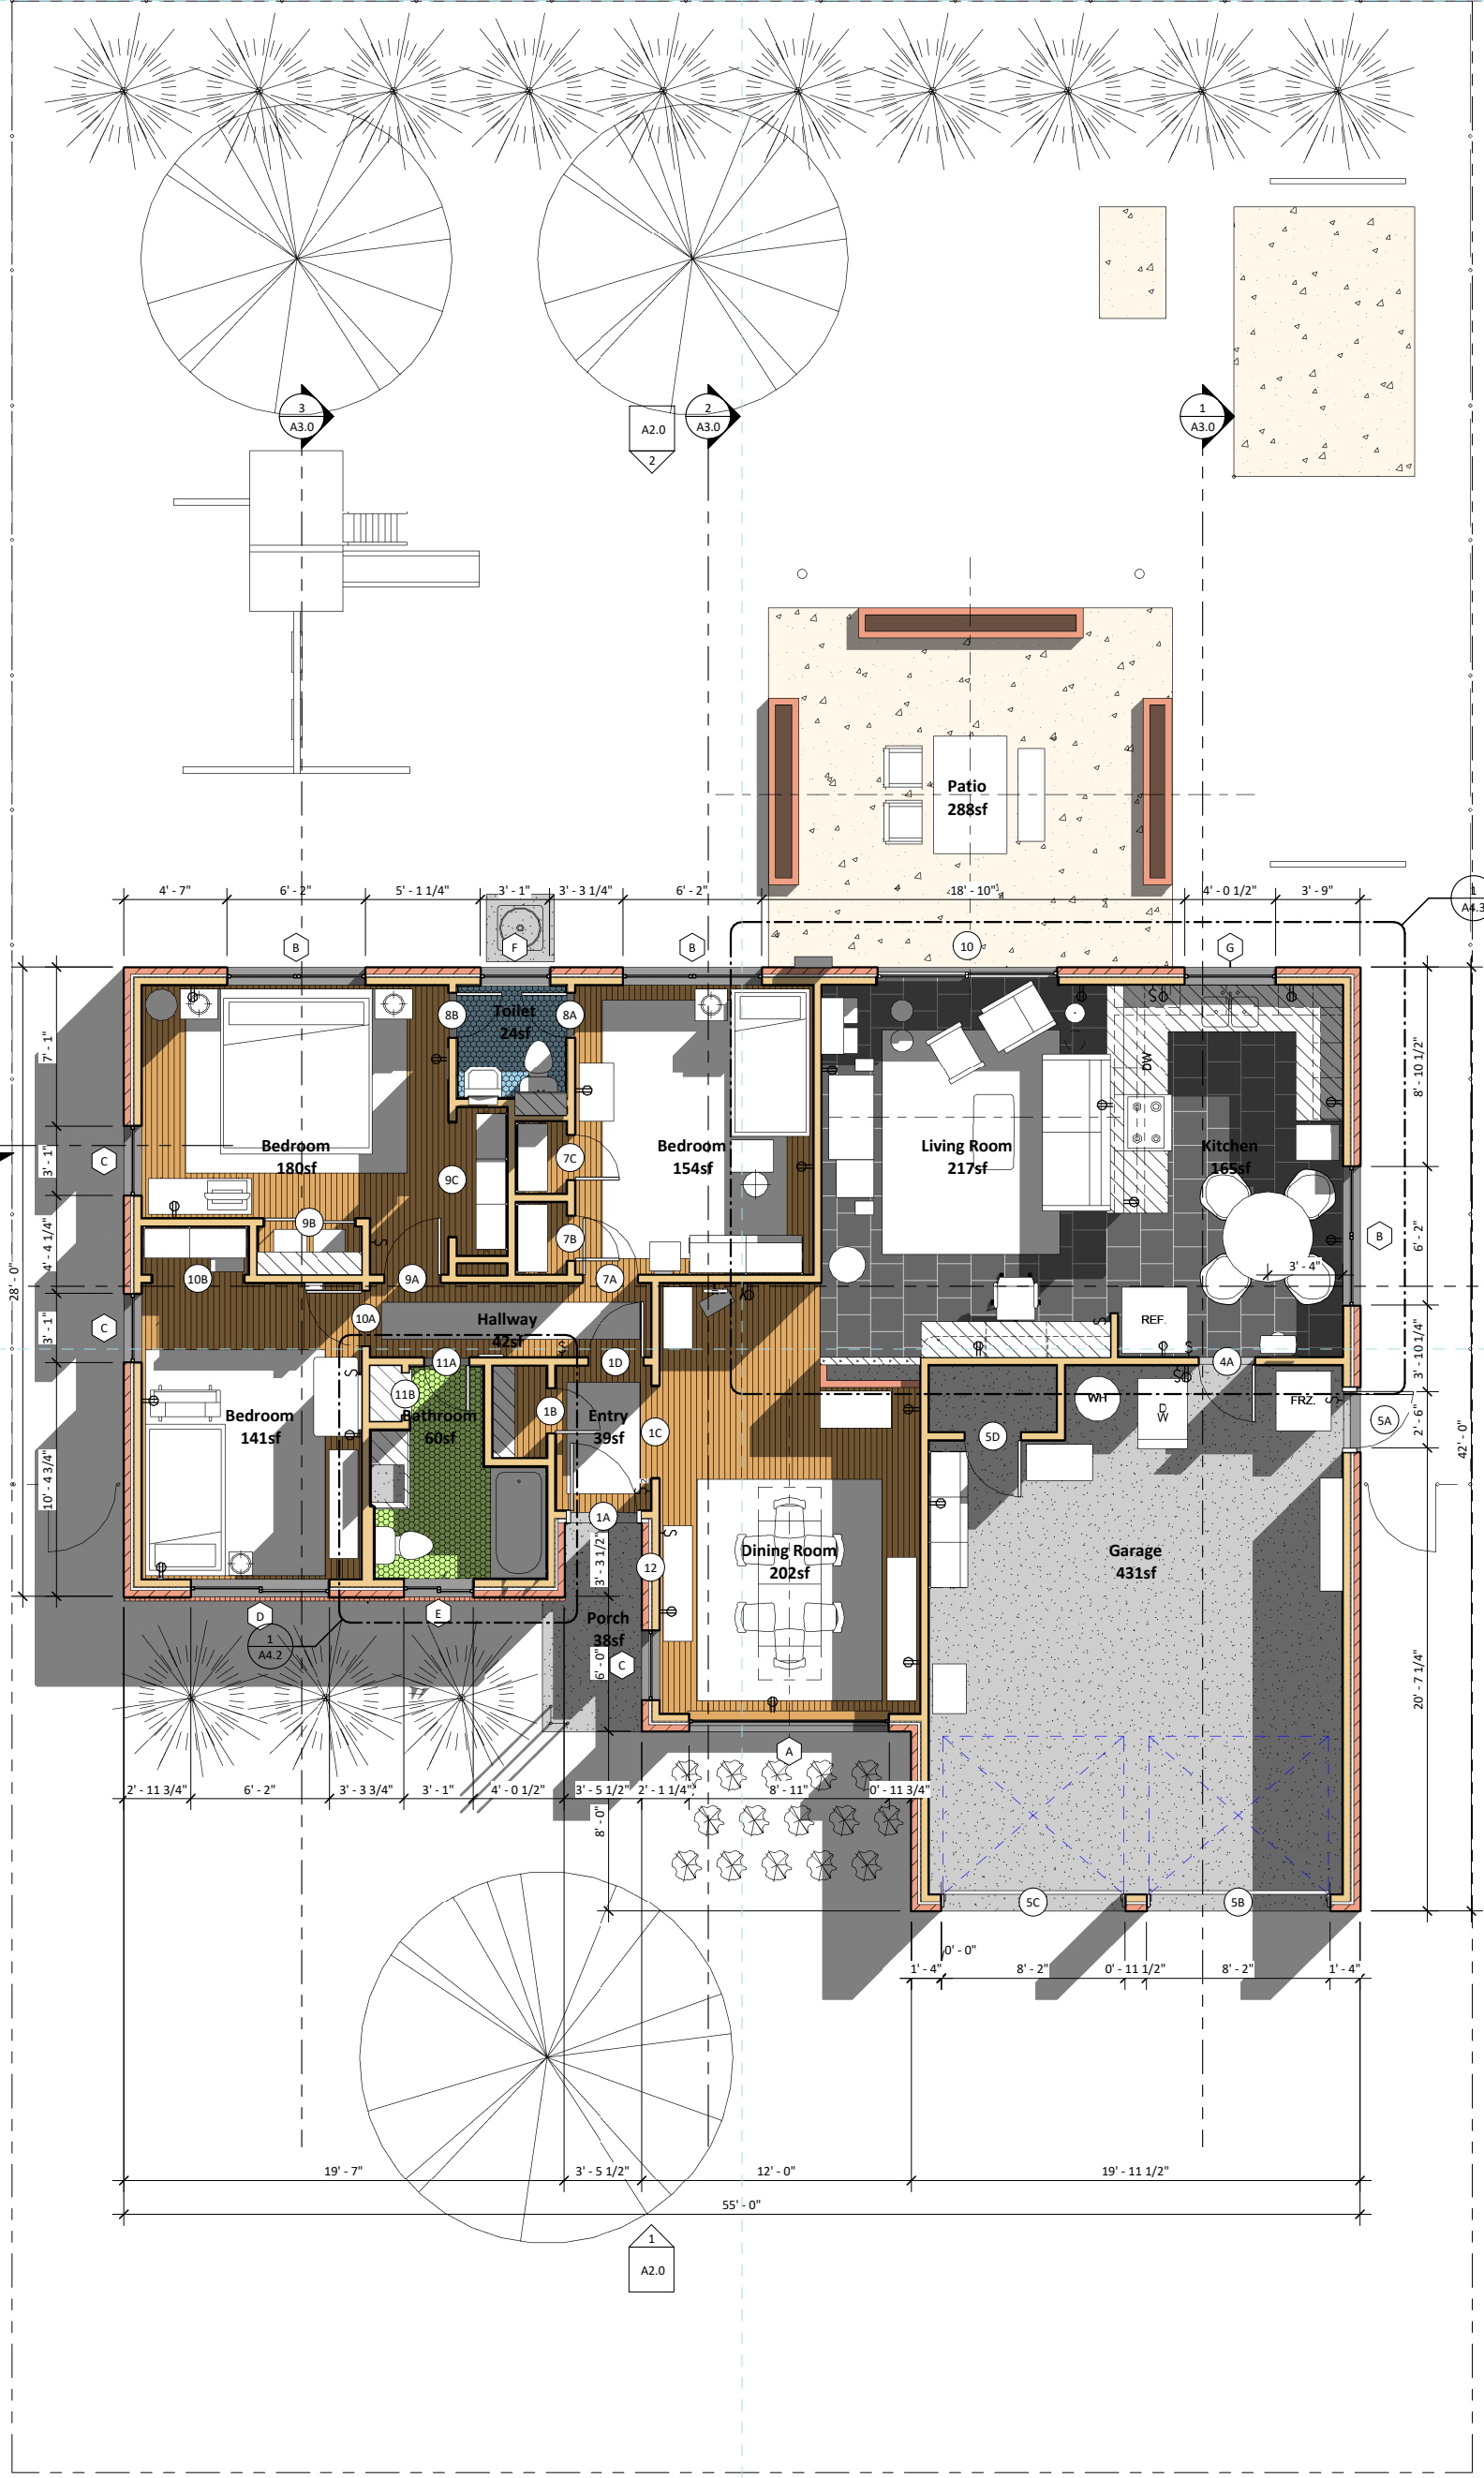 3
A3.0
A2.0
2
2
A3.0
1
A3.0
Patio
288sf
4' - 7"
6' - 2"
5' - 1 1/4"
3' - 1"
3' - 3 1/4"
6' - 2"
18' - 10"
4' - 0 1/2"
3' - 9"
1
A4.3
B
F
B
10
G
8B
Toilet
24sf
8A
7' - 1"
8' - 10 1/2"
DW
Bedroom
180sf
Bedroom
154sf
Living Room
217sf
Kitchen
165sf
C
3' - 1"
9C
7C
9B
7B
6' - 2"
B
4' - 4 1/4"
28' - 0"
10B
9A
7A
3' - 4"
C
3' - 1"
10A
Hallway
42sf
REF.
3' - 10 1/4"
11A
1D
4A
11B
Bathroom
60sf
Bedroom
141sf
1B
Entry
39sf
1C
WH
D
W
FRZ.
5A
2' - 6"
5D
42' - 0"
10' - 4 3/4"
1A
3' - 3 1/2"
12
Dining Room
202sf
Garage
431sf
D
E
Porch
38sf
1
A4.2
6' - 0"
C
20' - 7 1/4"
A
2' - 11 3/4"
6' - 2"
3' - 3 3/4"
3' - 1"
4' - 0 1/2"
3' - 5 1/2"
2' - 1 1/4"
8' - 11"
0' - 11 3/4"
8' - 0"
5C
5B
0' - 0"
1' - 4"
8' - 2"
0' - 11 1/2"
8' - 2"
1' - 4"
19' - 7"
3' - 5 1/2"
12' - 0"
19' - 11 1/2"
55' - 0"
1
A2.0